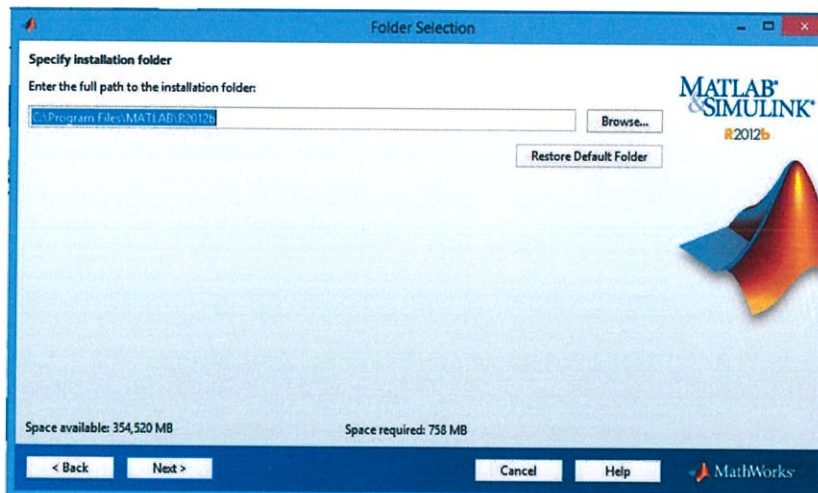 Folder Selection
Specify installation folder
Enter the full path to the installation folder:
C:\Program Files\MATLAB\R2012b
Browse...
Restore Default Folder
MATLAB®
&SIMULINK®
R2012b
Space available: 354,520 MB
Space required: 758 MB
< Back
Next >
Cancel
Help
MathworksMathWorks®